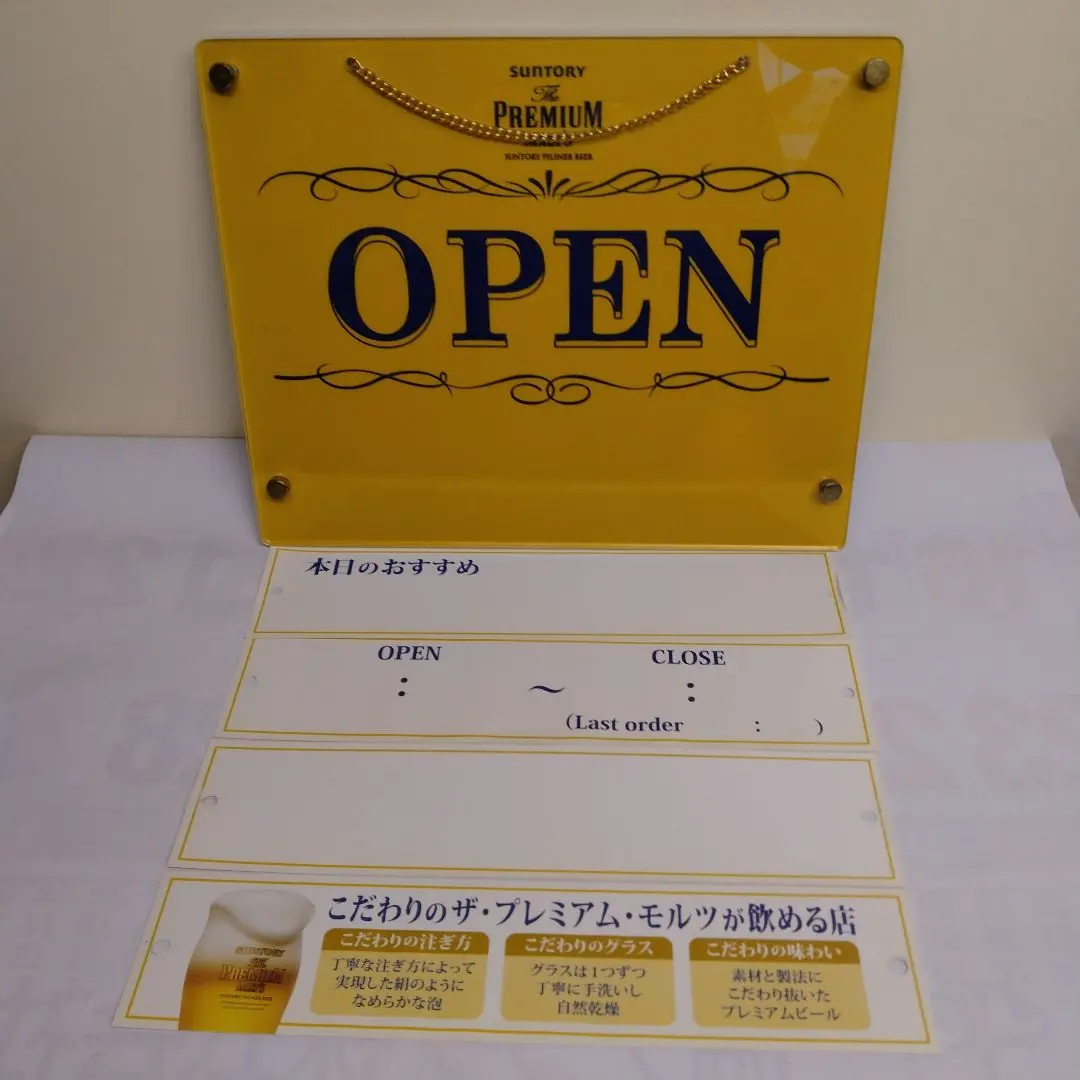 SUNTORY
The
PREMIUM
SUNTORY PILSNER BEER
OPEN
本日のおすすめ
OPEN CLOSE
: ～ :
(Last order : )
こだわりのザ・プレミアム・モルツが飲める店
こだわりの注ぎ方
丁寧な注ぎ方によって
実現した絹のように
なめらかな泡
こだわりのグラス
グラスは1つずつ
丁寧に手洗いし
自然乾燥
こだわりの味わい
素材と製法に
こだわり抜いた
プレミアムビール
SUNTORY
The
PREMIUM
MALT'S
SUNTORY PILSNER BEER